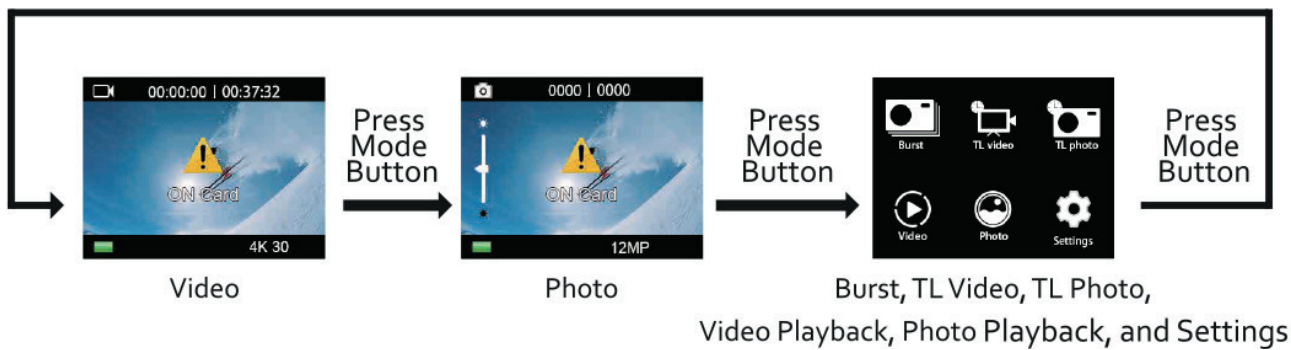 00:00:00 | 00:37:32
ON Card
4K 30
Video
Press
Mode
Button
0000 | 0000
ON Card
12MP
Photo
Press
Mode
Button
Burst
TL video
TL photo
Video
Photo
Settings
Burst, TL Video, TL Photo,
Video Playback, Photo Playback, and Settings
Press
Mode
Button